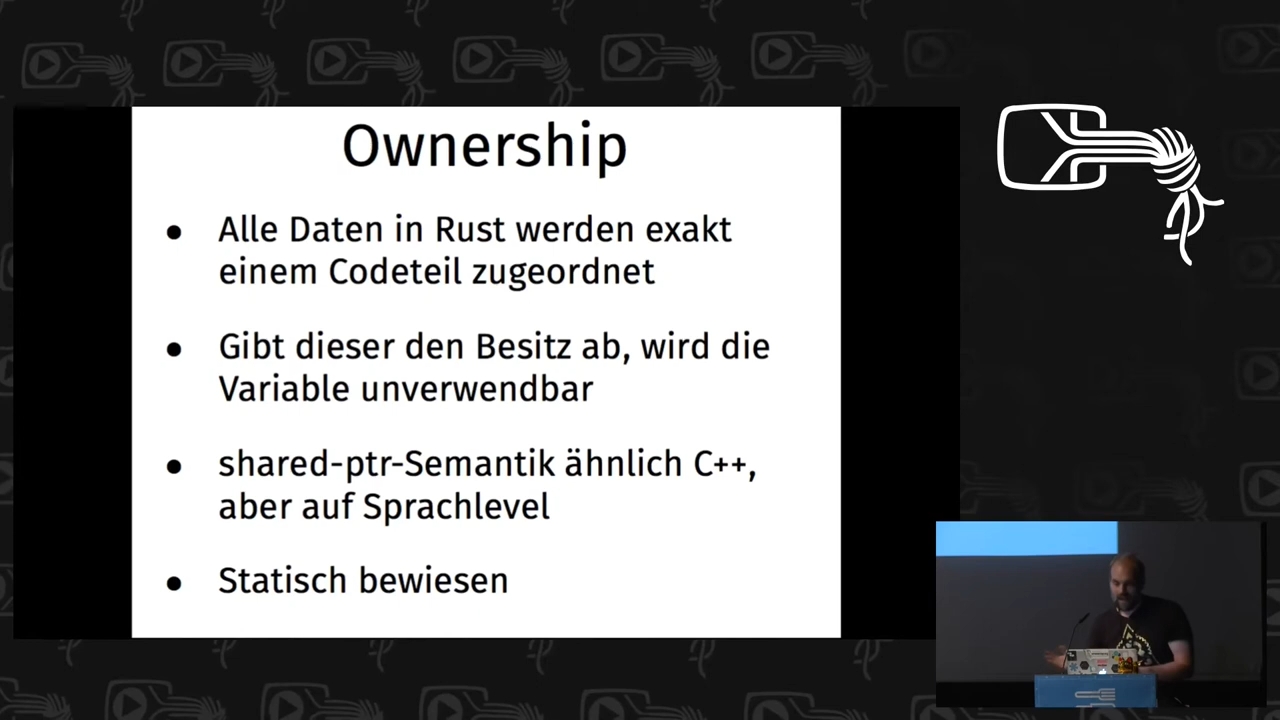 Ownership
Alle Daten in Rust werden exakt
einem Codeteil zugeordnet
Gibt dieser den Besitz ab, wird die
Variable unverwendbar
shared-ptr-Semantik ähnlich C++,
aber auf Sprachlevel
Statisch bewiesen